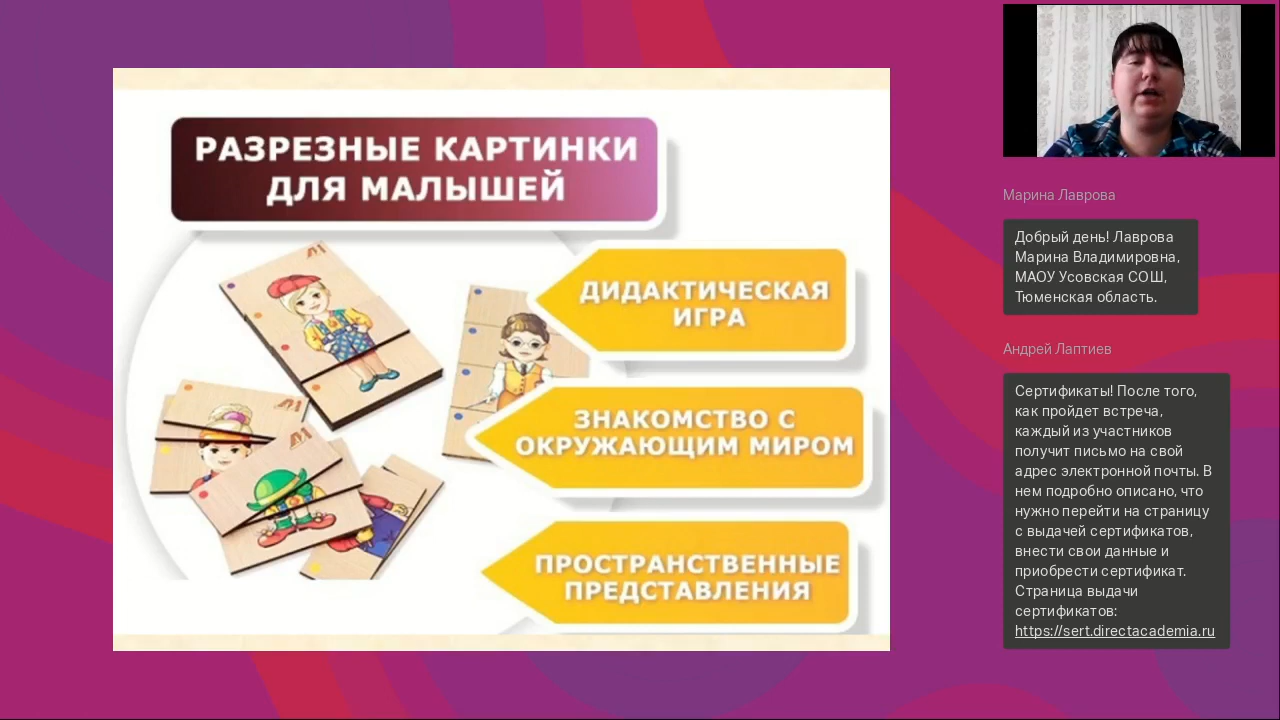 РАЗРЕЗНЫЕ КАРТИНКИ
ДЛЯ МАЛЫШЕЙ
ДИДАКТИЧЕСКАЯ
ИГРА
ЗНАКОМСТВО С
ОКРУЖАЮЩИМ МИРОМ
ПРОСТРАНСТВЕННЫЕ
ПРЕДСТАВЛЕНИЯ
Марина Лаврова
Добрый день! Лаврова
Марина Владимировна,
МАОУ Усовская СОШ,
Тюменская область.
Андрей Лаптиев
Сертификаты! После того,
как пройдет встреча,
каждый из участников
получит письмо на свой
адрес электронной почты. В
нем подробно описано, что
нужно перейти на страницу
с выдачей сертификатов,
внести свои данные и
приобрести сертификат.
Страница выдачи
сертификатов:
https://sert.directacademia.ru